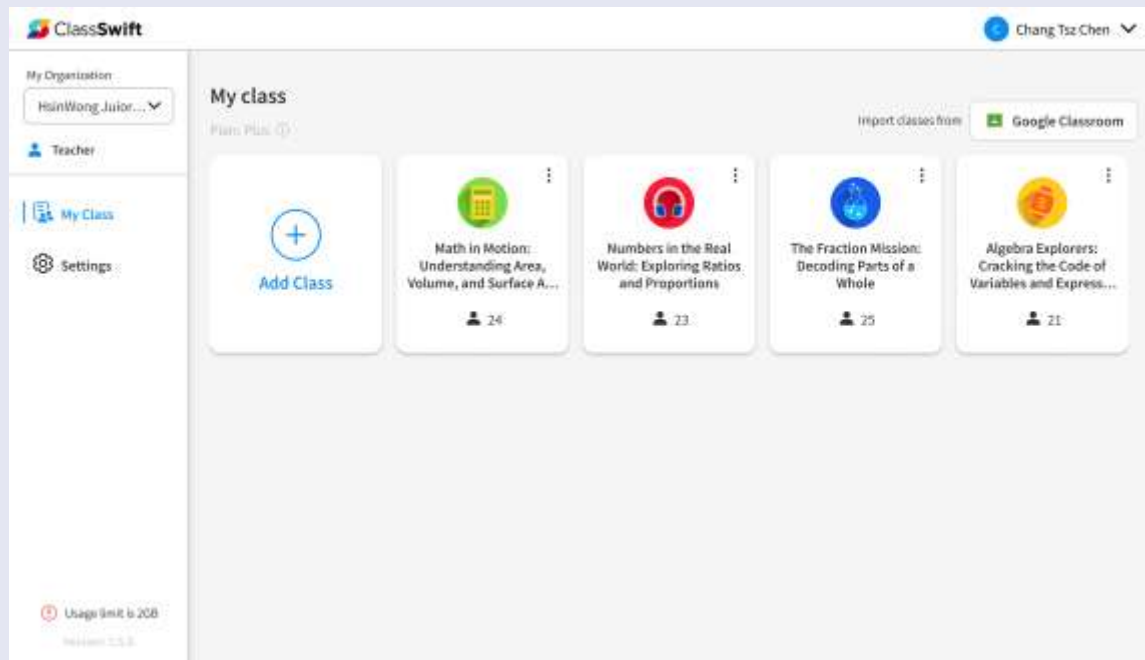 ClassSwift
Chang Tsz Chen
My Organization
HsinWong Juior...
Teacher
My Class
Settings
My class
Plan: Plus
Import classes from
Google Classroom
Add Class
Math in Motion:
Understanding Area,
Volume, and Surface A...
24
Numbers in the Real
World: Exploring Ratios
and Proportions
23
The Fraction Mission:
Decoding Parts of a
Whole
25
Algebra Explorers:
Cracking the Code of
Variables and Express...
21
Usage limit is 2GB